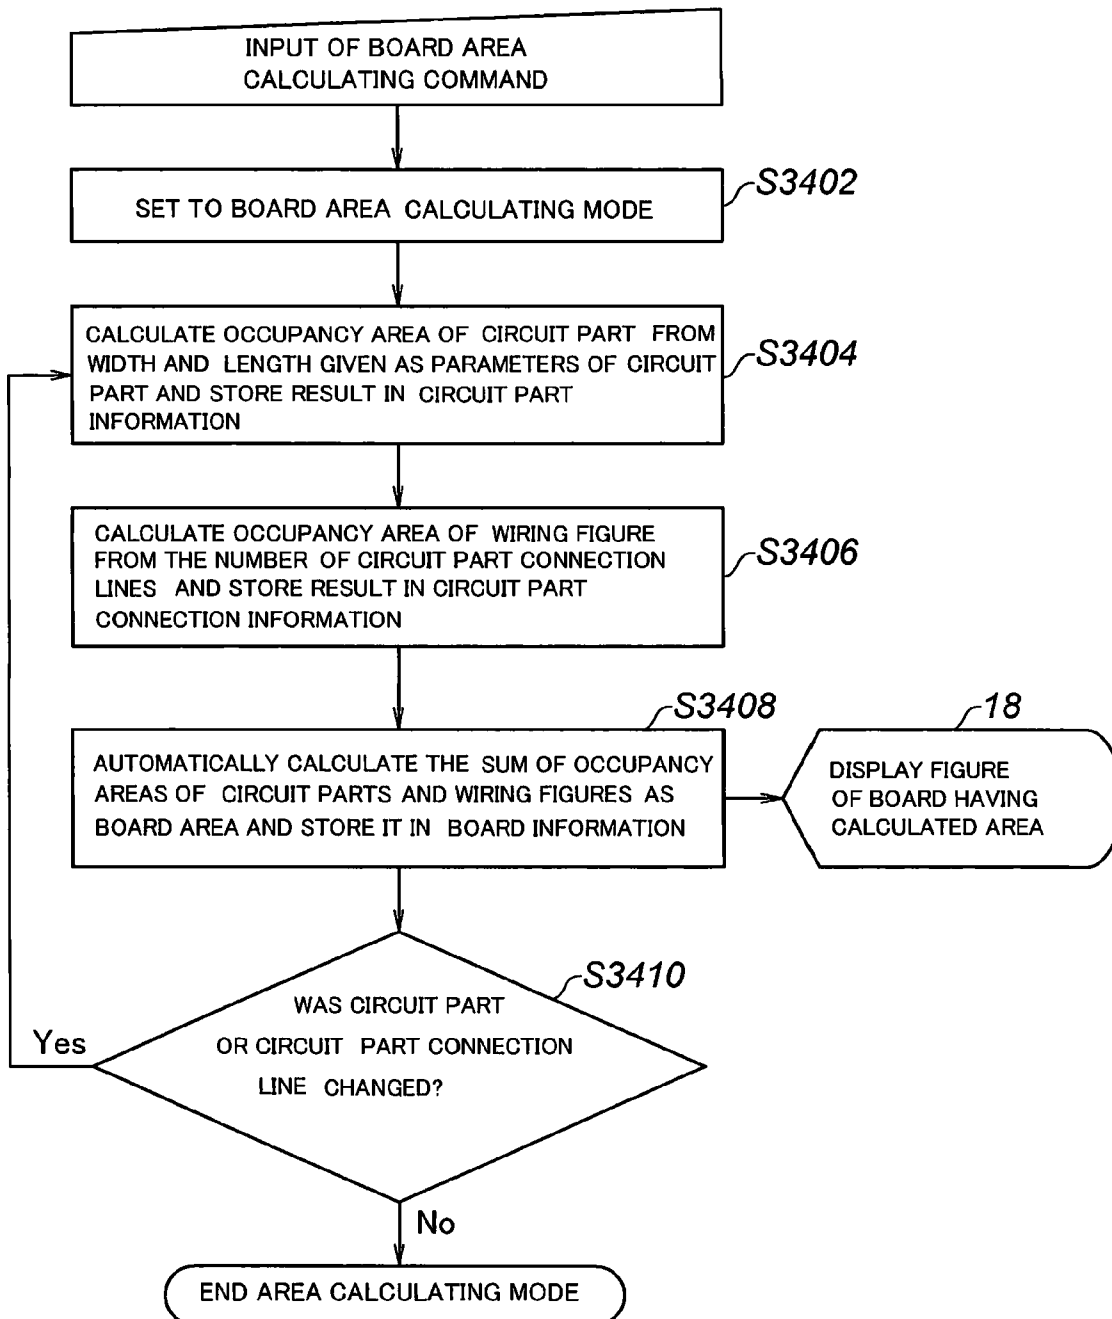 INPUT OF BOARD AREA
CALCULATING COMMAND
S3402
SET TO BOARD AREA CALCULATING MODE
CALCULATE OCCUPANCY AREA OF CIRCUIT PART FROM
WIDTH AND LENGTH GIVEN AS PARAMETERS OF CIRCUIT
PART AND STORE RESULT IN CIRCUIT PART
INFORMATION
S3404
CALCULATE OCCUPANCY AREA OF WIRING FIGURE
FROM THE NUMBER OF CIRCUIT PART CONNECTION
LINES AND STORE RESULT IN CIRCUIT PART
CONNECTION INFORMATION
S3406
S3408
AUTOMATICALLY CALCULATE THE SUM OF OCCUPANCY
AREAS OF CIRCUIT PARTS AND WIRING FIGURES AS
BOARD AREA AND STORE IT IN BOARD INFORMATION
18
DISPLAY FIGURE
OF BOARD HAVING
CALCULATED AREA
S3410
WAS CIRCUIT PART
OR CIRCUIT PART CONNECTION
LINE CHANGED?
Yes
No
END AREA CALCULATING MODE